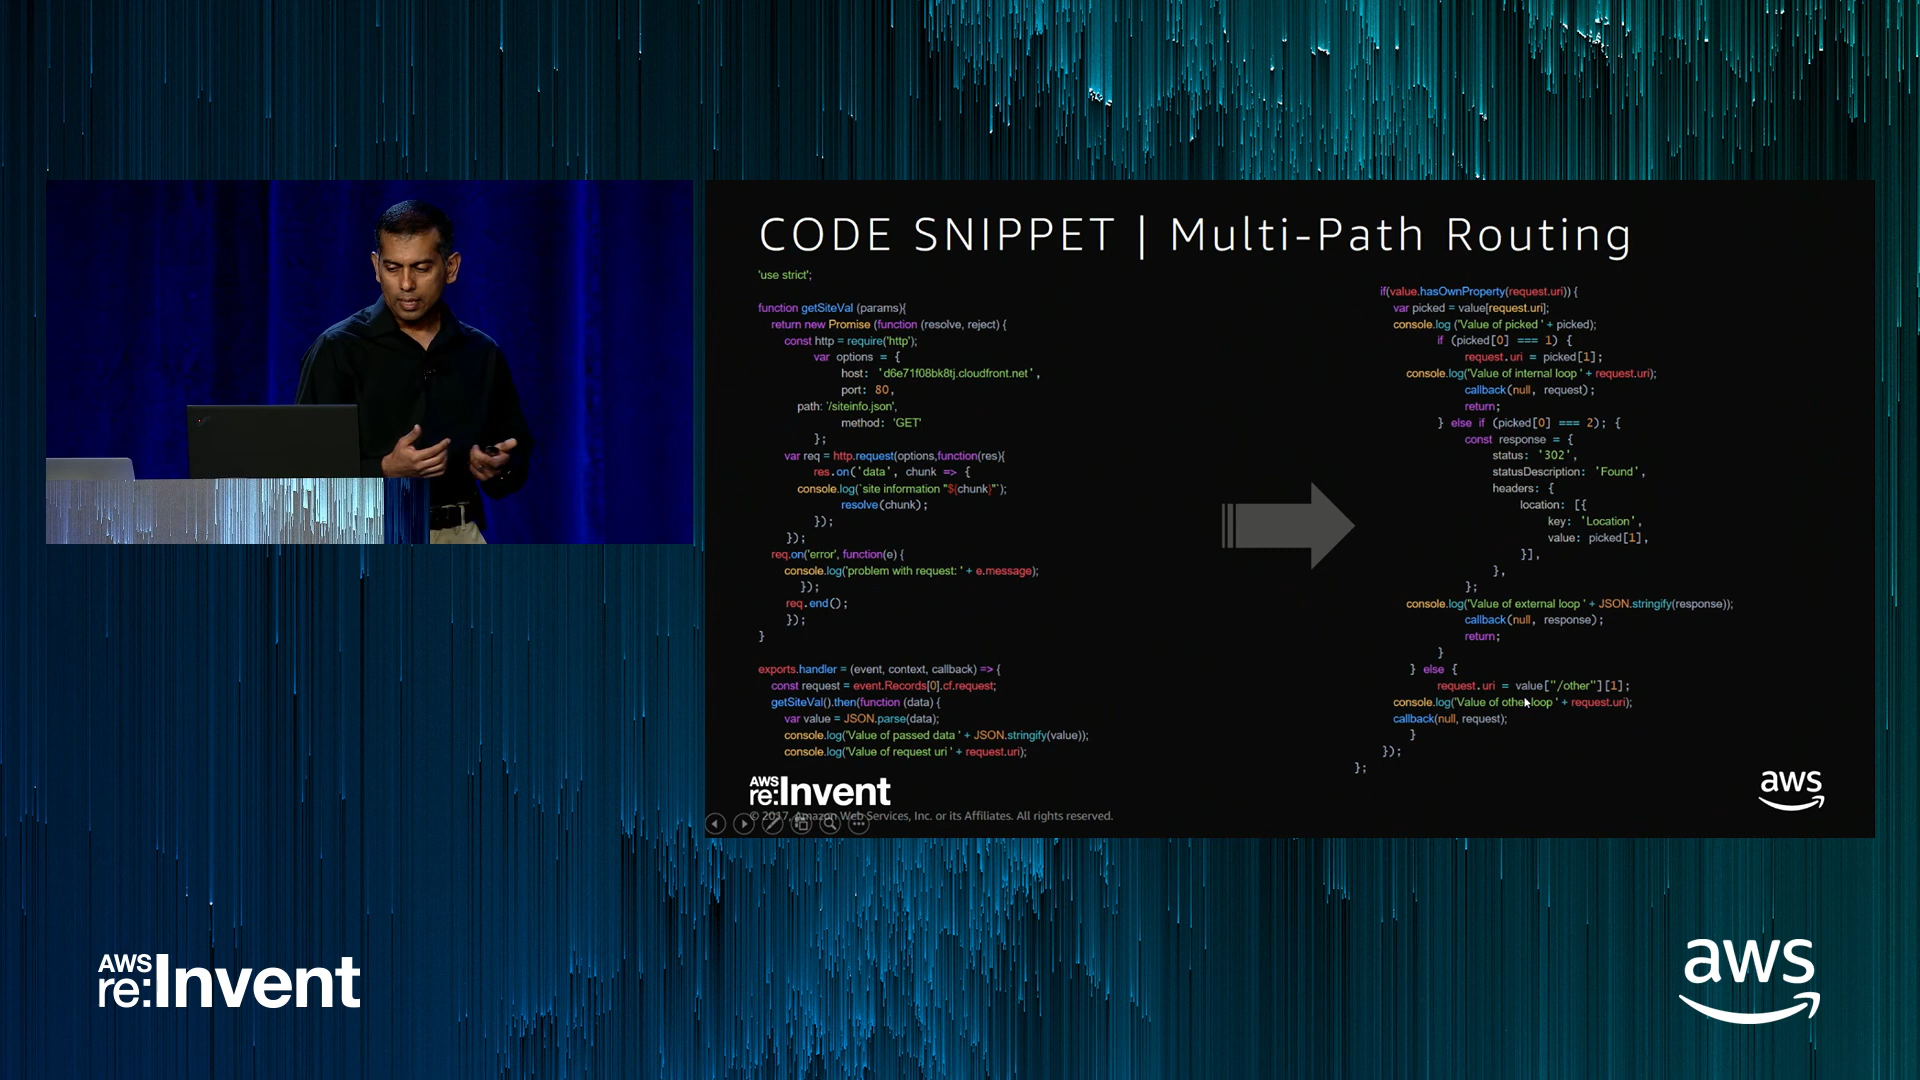 CODE SNIPPET | Multi-Path Routing
'use strict';
function getSiteVal (params){
return new Promise (function (resolve, reject) {
const http = require('http');
var options = {
host: 'd6e71f08bk8tj.cloudfront.net',
port: 80,
path: '/siteinfo.json',
method: 'GET'
};
var req = http.request(options,function(res){
res.on('data', chunk => {
console.log(`site information "${chunk}"`);
resolve(chunk);
});
});
req.on('error', function(e) {
console.log('problem with request: ' + e.message);
});
req.end();
});
}
exports.handler = (event, context, callback) => {
const request = event.Records[0].cf.request;
getSiteVal().then(function (data) {
var value = JSON.parse(data);
console.log('Value of passed data ' + JSON.stringify(value));
console.log('Value of request uri ' + request.uri);
if(value.hasOwnProperty(request.uri)) {
var picked = value[request.uri];
console.log ('Value of picked ' + picked);
if (picked[0] === 1) {
request.uri = picked[1];
console.log('Value of internal loop ' + request.uri);
callback(null, request);
return;
} else if (picked[0] === 2); {
const response = {
status: '302',
statusDescription: 'Found',
headers: {
location: [{
key: 'Location',
value: picked[1],
}],
},
};
console.log('Value of external loop ' + JSON.stringify(response));
callback(null, response);
return;
}
} else {
request.uri = value["/other"][1];
console.log('Value of other loop ' + request.uri);
callback(null, request);
}
});
};
AWS
re:Invent
aws
© 2017, Amazon Web Services, Inc. or its Affiliates. All rights reserved.
AWS
re:Invent
aws